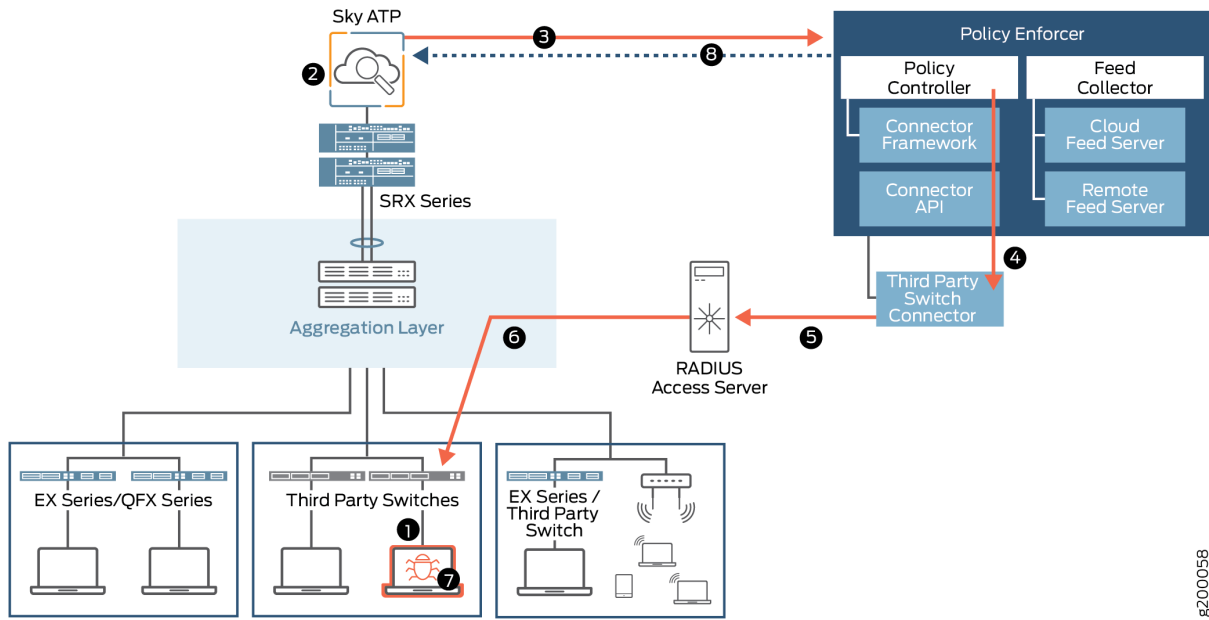 Sky ATP
3
8
2
Policy Enforcer
Policy
Controller
Feed
Collector
Connector
Framework
Cloud
Feed Server
Connector
API
Remote
Feed Server
SRX Series
4
Third Party
Switch
Connector
Aggregation Layer
6
5
RADIUS
Access Server
EX Series/QFX Series
Third Party Switches
EX Series /
Third Party
Switch
1
7
g200058